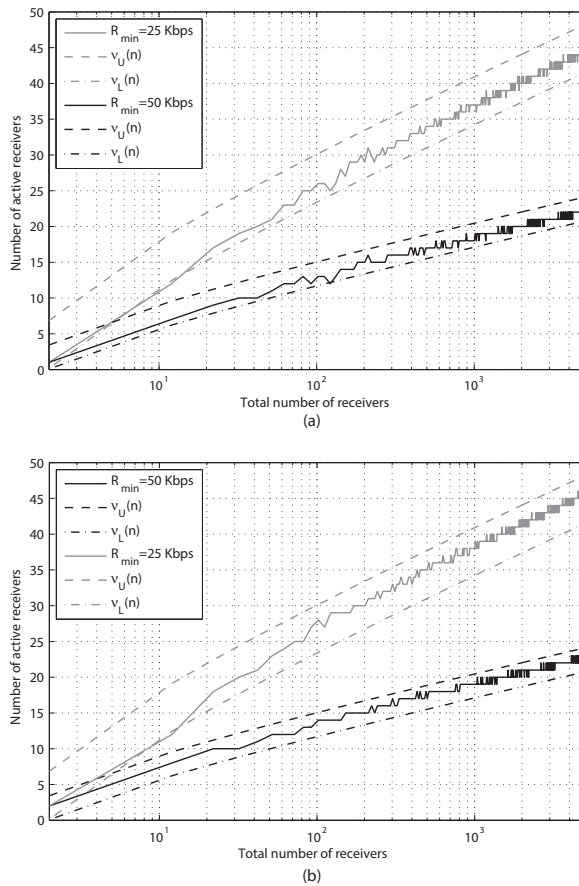 50
45
40
35
30
25
20
15
10
5
0
Number of active receivers
R_min=25 Kbps
ν_U(n)
ν_L(n)
R_min=50 Kbps
ν_U(n)
ν_L(n)
10^1
10^2
10^3
Total number of receivers
(a)
50
45
40
35
30
25
20
15
10
5
0
Number of active receivers
R_min=50 Kbps
ν_U(n)
ν_L(n)
R_min=25 Kbps
ν_U(n)
ν_L(n)
10^1
10^2
10^3
Total number of receivers
(b)